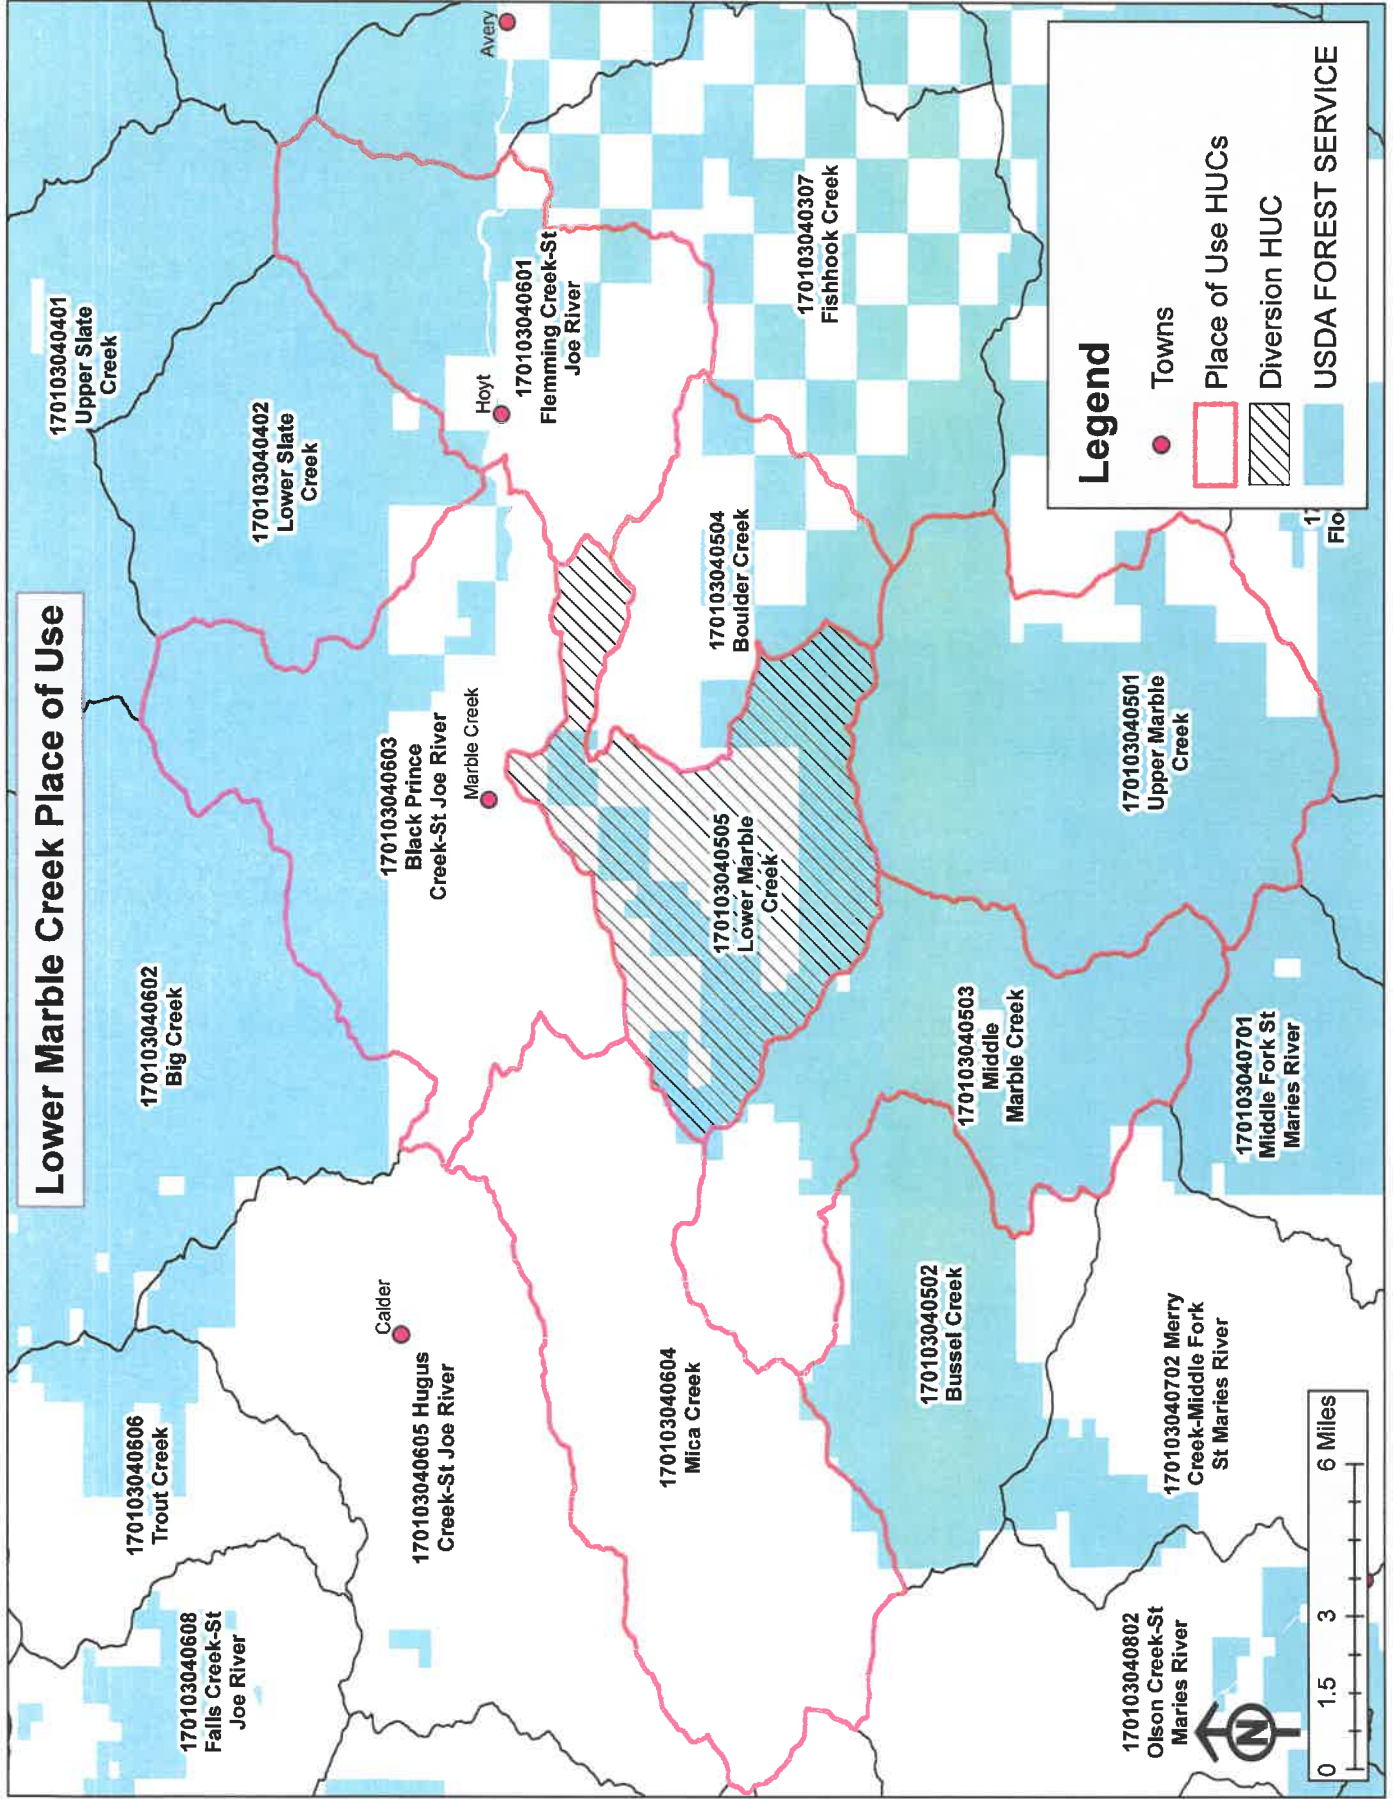 Lower Marble Creek Place of Use
170103040608
Falls Creek-St
Joe River
170103040606
Trout Creek
170103040602
Big Creek
170103040401
Upper Slate
Creek
170103040402
Lower Slate
Creek
Calder
170103040605 Hugus
Creek-St Joe River
170103040603
Black Prince
Creek-St Joe River
Marble Creek
Hoyt
Avery
170103040601
Flemming Creek-St
Joe River
170103040604
Mica Creek
170103040505
Lower Marble
Creek
170103040504
Boulder Creek
170103040307
Fishhook Creek
170103040502
Bussel Creek
170103040503
Middle
Marble Creek
170103040501
Upper Marble
Creek
170103040802
Olson Creek-St
Maries River
170103040702 Merry
Creek-Middle Fork
St Maries River
170103040701
Middle Fork St
Maries River
17
Flo
Legend
Towns
Place of Use HUCs
Diversion HUC
USDA FOREST SERVICE
N
0 1.5 3 6 Miles